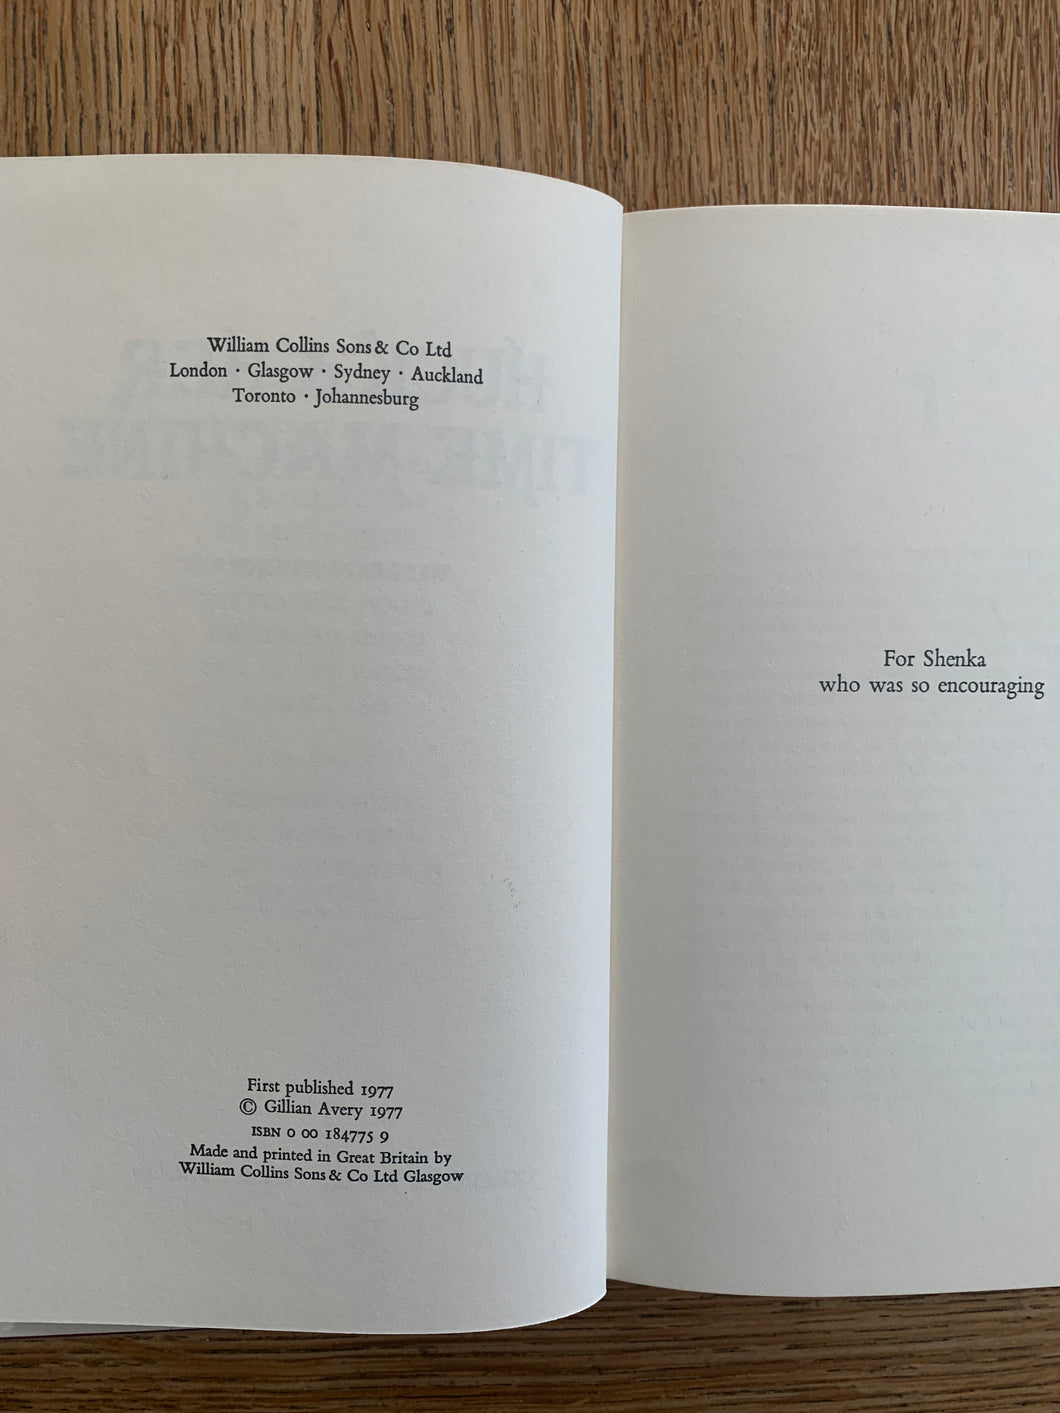 William Collins Sons & Co Ltd
London · Glasgow · Sydney · Auckland
Toronto · Johannesburg
First published 1977
© Gillian Avery 1977
ISBN 0 00 184775 9
Made and printed in Great Britain by
William Collins Sons & Co Ltd Glasgow
For Shenka
who was so encouraging